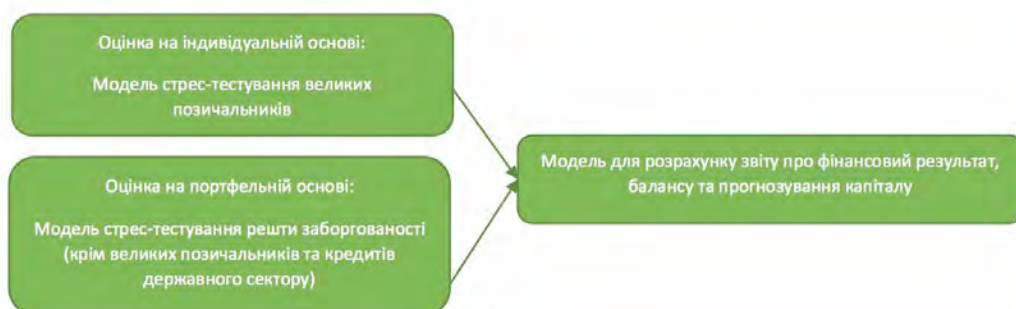 Оцінка на індивідуальній основі:
Модель стрес-тестування великих
позичальників
Оцінка на портфельній основі:
Модель стрес-тестування решти заборгованості
(крім великих позичальників та кредитів
державного сектору)
Модель для розрахунку звіту про фінансовий результат,
балансу та прогнозування капіталу